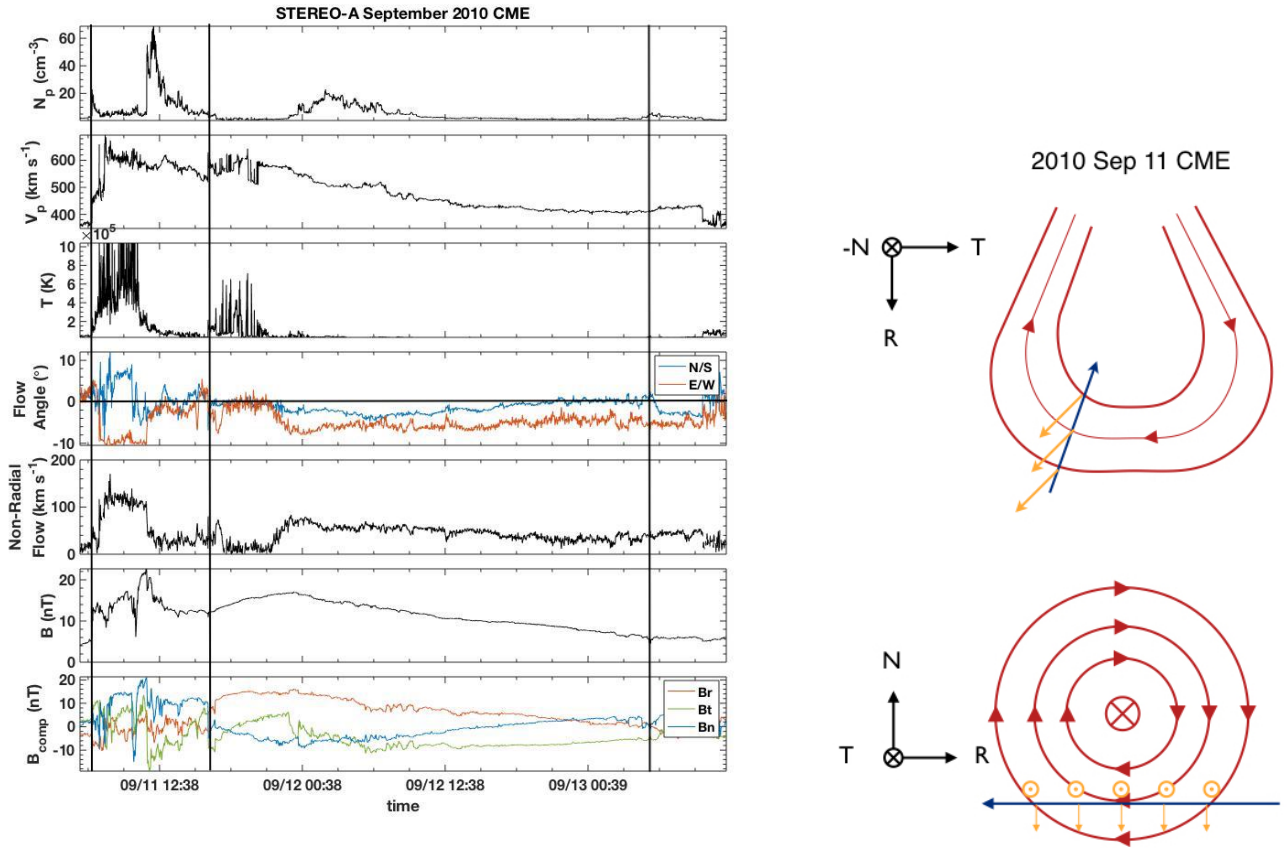 STEREO-A September 2010 CME
N_p (cm^-3)
60
40
20
V_p (km s^-1)
600
500
400
×10^5
T (K)
10
8
6
4
2
Flow
Angle (°)
10
0
-10
N/S
E/W
Non-Radial
Flow (km s^-1)
200
100
0
B (nT)
20
10
0
B_comp (nT)
20
10
0
-10
Br
Bt
Bn
09/11 12:38
09/12 00:38
09/12 12:38
09/13 00:39
time
2010 Sep 11 CME
-N
T
R
N
T
R